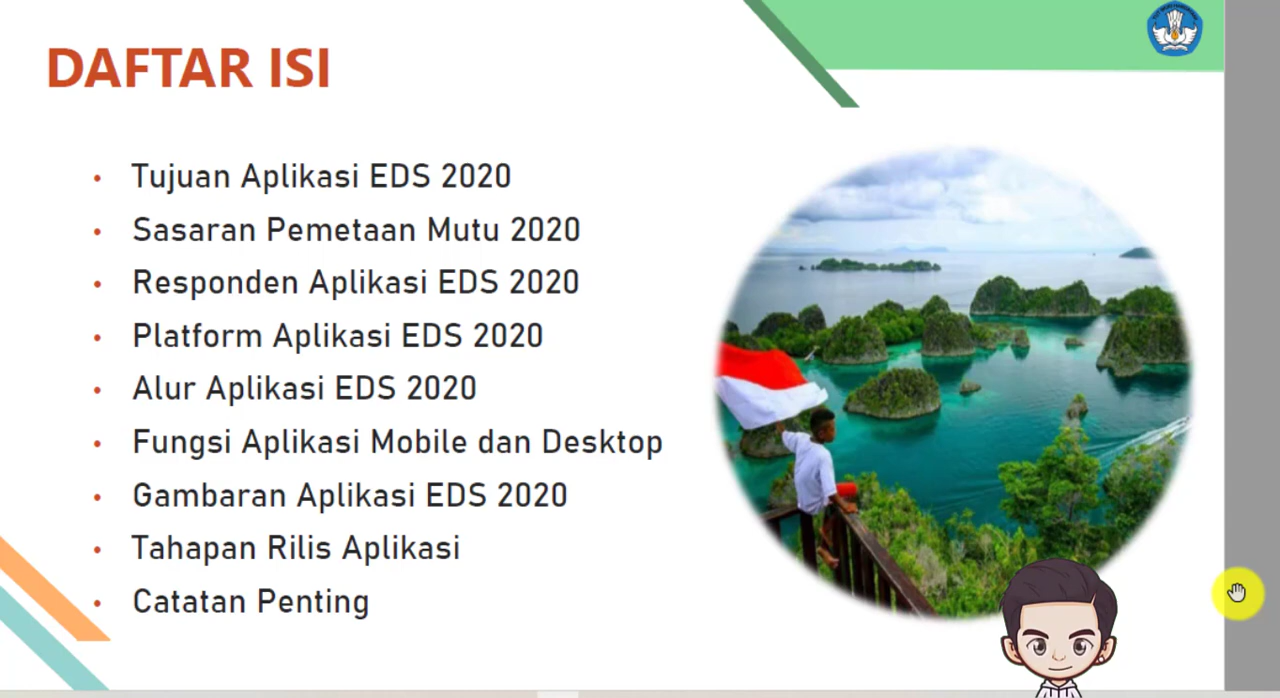 DAFTAR ISI
• Tujuan Aplikasi EDS 2020
• Sasaran Pemetaan Mutu 2020
• Responden Aplikasi EDS 2020
• Platform Aplikasi EDS 2020
• Alur Aplikasi EDS 2020
• Fungsi Aplikasi Mobile dan Desktop
• Gambaran Aplikasi EDS 2020
• Tahapan Rilis Aplikasi
• Catatan Penting